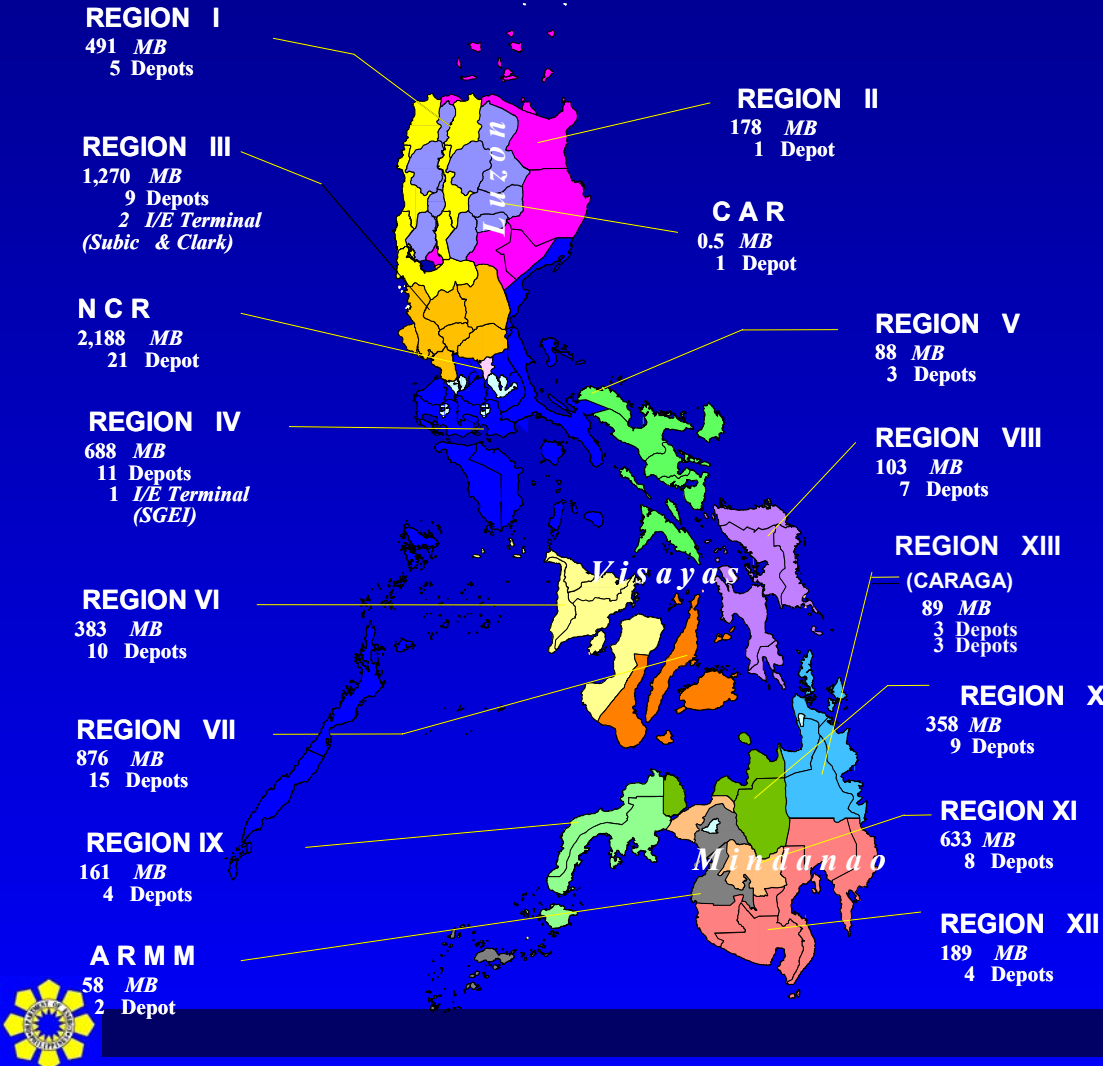 REGION I
491 MB
5 Depots
REGION II
178 MB
1 Depot
REGION III
1,270 MB
9 Depots
2 I/E Terminal
(Subic & Clark)
Luzon
C A R
0.5 MB
1 Depot
N C R
2,188 MB
21 Depot
REGION V
88 MB
3 Depots
REGION IV
688 MB
11 Depots
1 I/E Terminal
(SGEI)
REGION VIII
103 MB
7 Depots
REGION XIII
(CARAGA)
89 MB
3 Depots
3 Depots
Visayas
REGION VI
383 MB
10 Depots
REGION X
358 MB
9 Depots
REGION VII
876 MB
15 Depots
REGION XI
633 MB
8 Depots
REGION IX
161 MB
4 Depots
Mindanao
REGION XII
189 MB
4 Depots
A R M M
58 MB
2 Depot